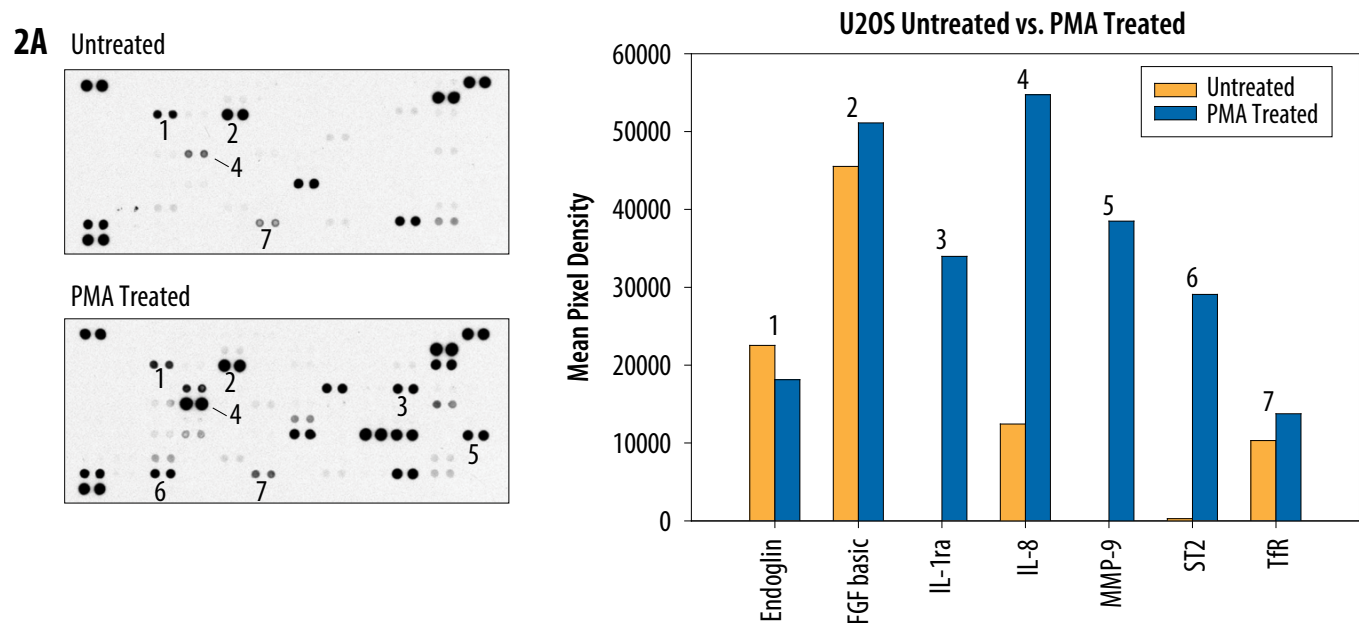 2A Untreated
1
2
4
7
PMA Treated
1
2
3
4
5
6
7
U2OS Untreated vs. PMA Treated
Untreated
PMA Treated
Mean Pixel Density
60000
50000
40000
30000
20000
10000
0
1
2
3
4
5
6
7
Endoglin
FGF basic
IL-1ra
IL-8
MMP-9
ST2
TfR